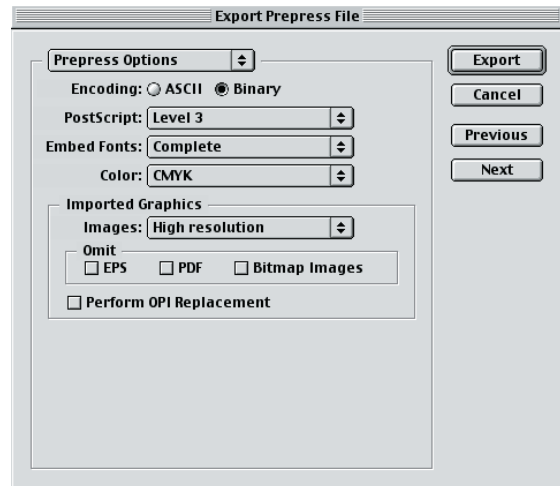 Export Prepress File
Prepress Options
Encoding: ASCII Binary
PostScript: Level 3
Embed Fonts: Complete
Color: CMYK
Imported Graphics
Images: High resolution
Omit
EPS PDF Bitmap Images
Perform OPI Replacement
Export
Cancel
Previous
Next